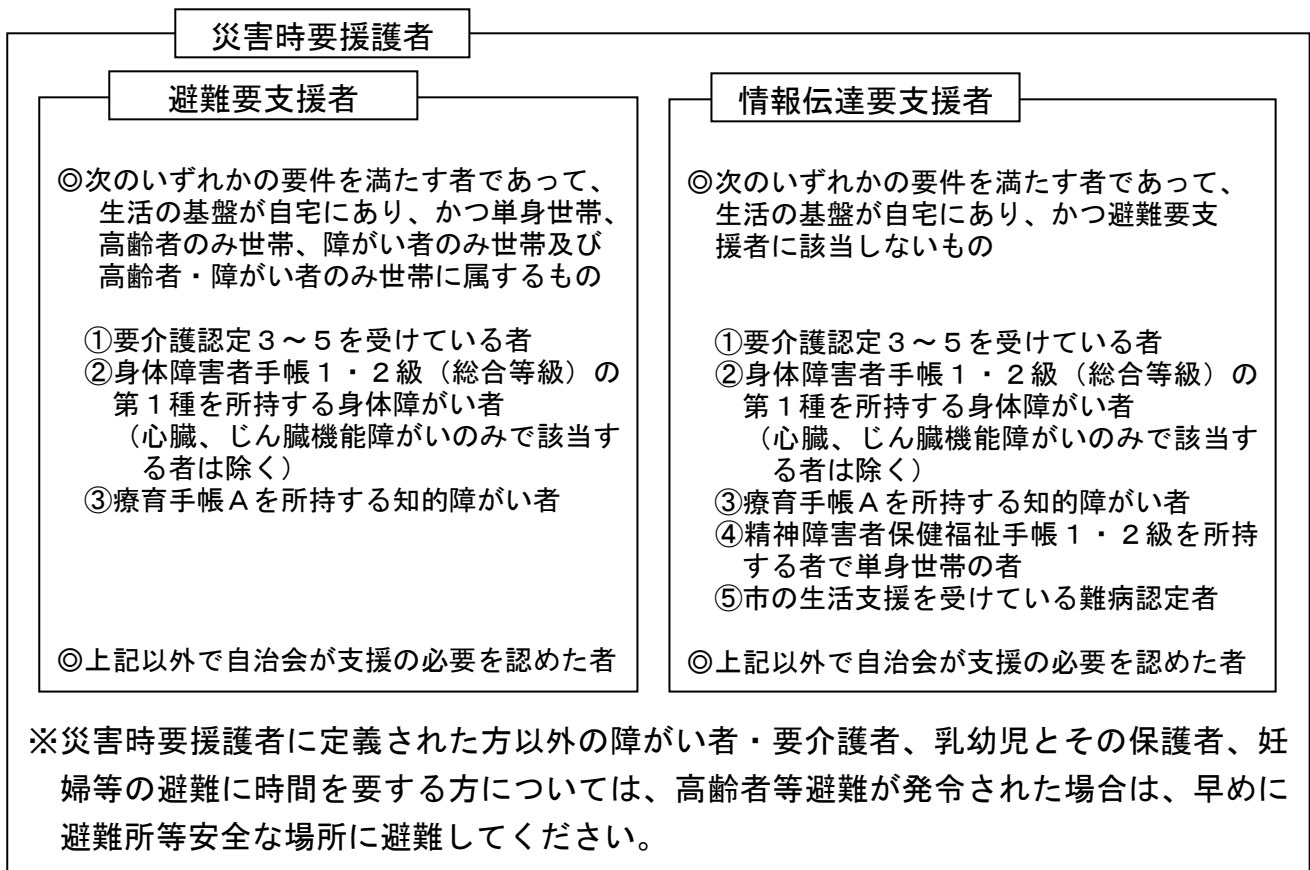 災害時要援護者
避難要支援者
◎次のいずれかの要件を満たす者であって、
生活の基盤が自宅にあり、かつ単身世帯、
高齢者のみ世帯、障がい者のみ世帯及び
高齢者・障がい者のみ世帯に属するもの
①要介護認定３～５を受けている者
②身体障害者手帳１・２級（総合等級）の
第１種を所持する身体障がい者
（心臓、じん臓機能障がいのみで該当す
る者は除く）
③療育手帳Ａを所持する知的障がい者
◎上記以外で自治会が支援の必要を認めた者
情報伝達要支援者
◎次のいずれかの要件を満たす者であって、
生活の基盤が自宅にあり、かつ避難要支
援者に該当しないもの
①要介護認定３～５を受けている者
②身体障害者手帳１・２級（総合等級）の
第１種を所持する身体障がい者
（心臓、じん臓機能障がいのみで該当す
る者は除く）
③療育手帳Ａを所持する知的障がい者
④精神障害者保健福祉手帳１・２級を所持
する者で単身世帯の者
⑤市の生活支援を受けている難病認定者
◎上記以外で自治会が支援の必要を認めた者
※災害時要援護者に定義された方以外の障がい者・要介護者、乳幼児とその保護者、妊
婦等の避難に時間を要する方については、高齢者等避難が発令された場合は、早めに
避難所等安全な場所に避難してください。